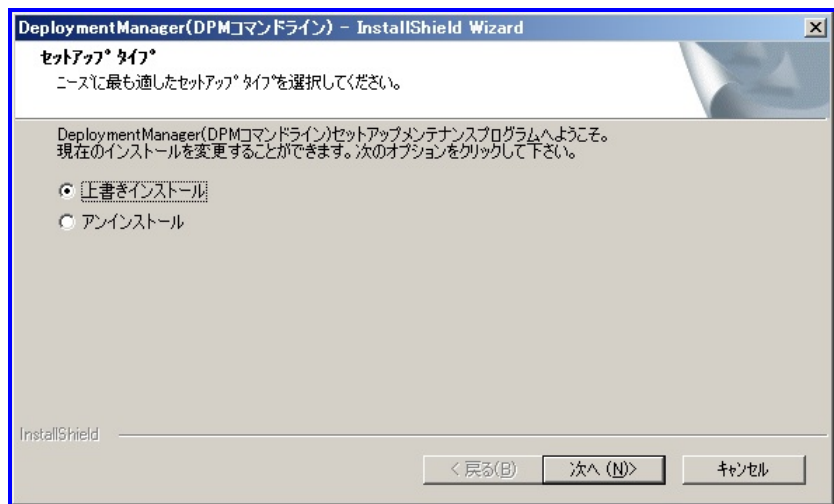 DeploymentManager(DPMコマンドライン) - InstallShield Wizard
セットアップ タイプ
ニーズに最も適したセットアップ タイプを選択してください。
DeploymentManager(DPMコマンドライン)セットアップメンテナンスプログラムへようこそ。
現在のインストールを変更することができます。次のオプションをクリックして下さい。
上書きインストール
アンインストール
InstallShield
< 戻る(B)
次へ (N)>
キャンセル